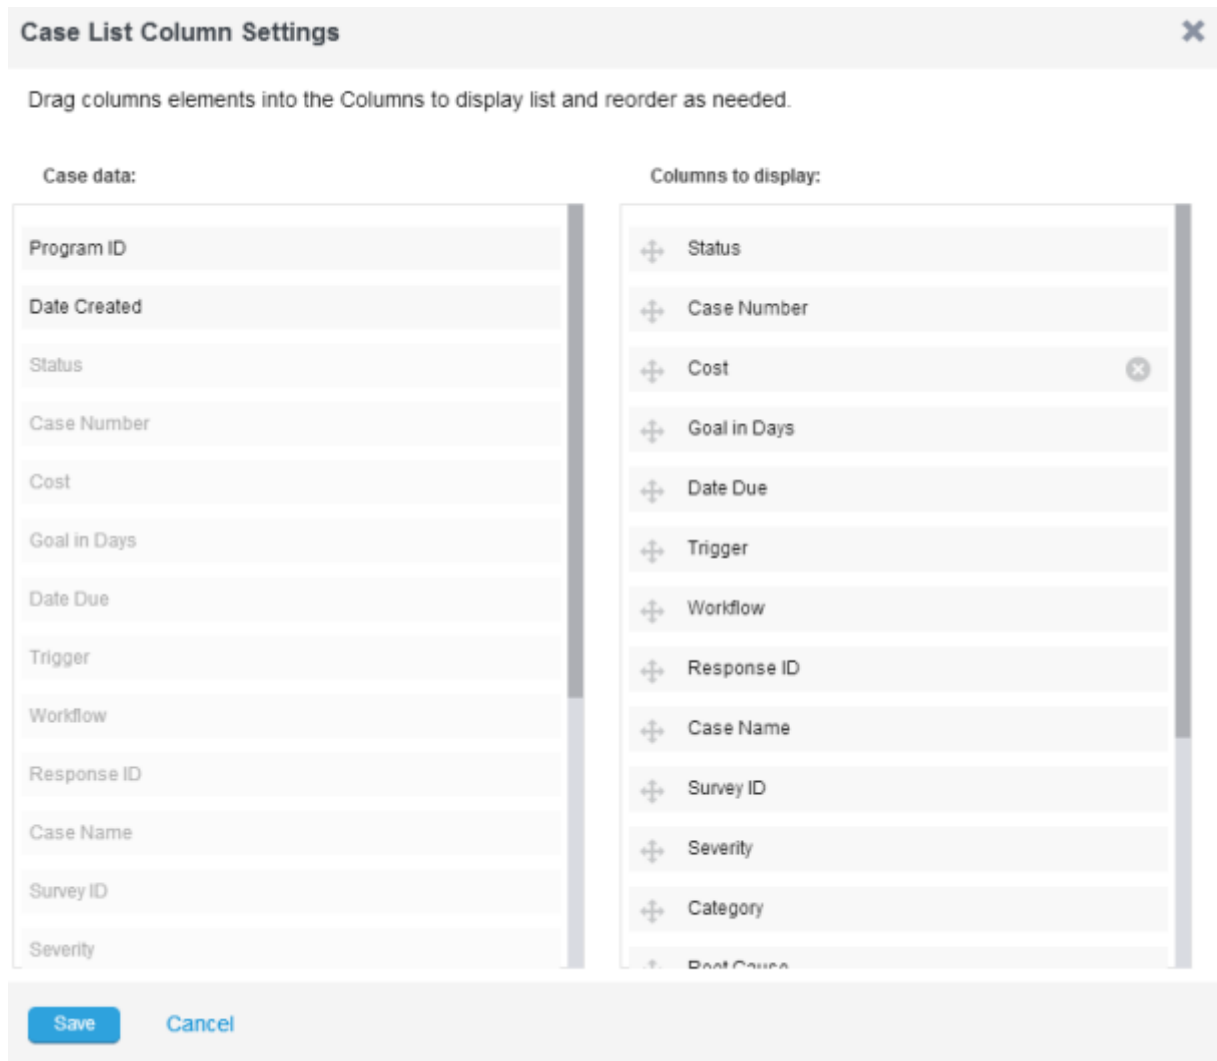 Case List Column Settings
Drag columns elements into the Columns to display list and reorder as needed.
Case data:
Program ID
Date Created
Status
Case Number
Cost
Goal in Days
Date Due
Trigger
Workflow
Response ID
Case Name
Survey ID
Severity
Columns to display:
Status
Case Number
Cost
Goal in Days
Date Due
Trigger
Workflow
Response ID
Case Name
Survey ID
Severity
Category
Root Cause
Save
Cancel